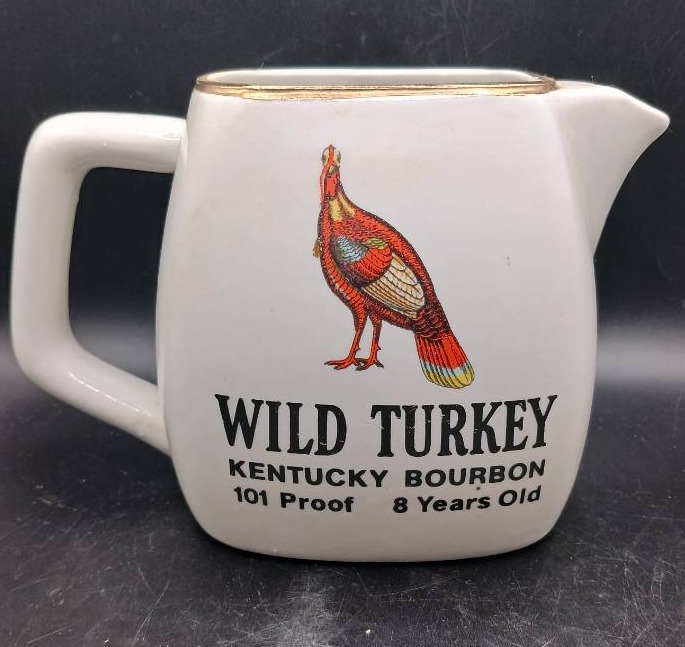 WILD TURKEY
KENTUCKY BOURBON
101 Proof 8 Years Old